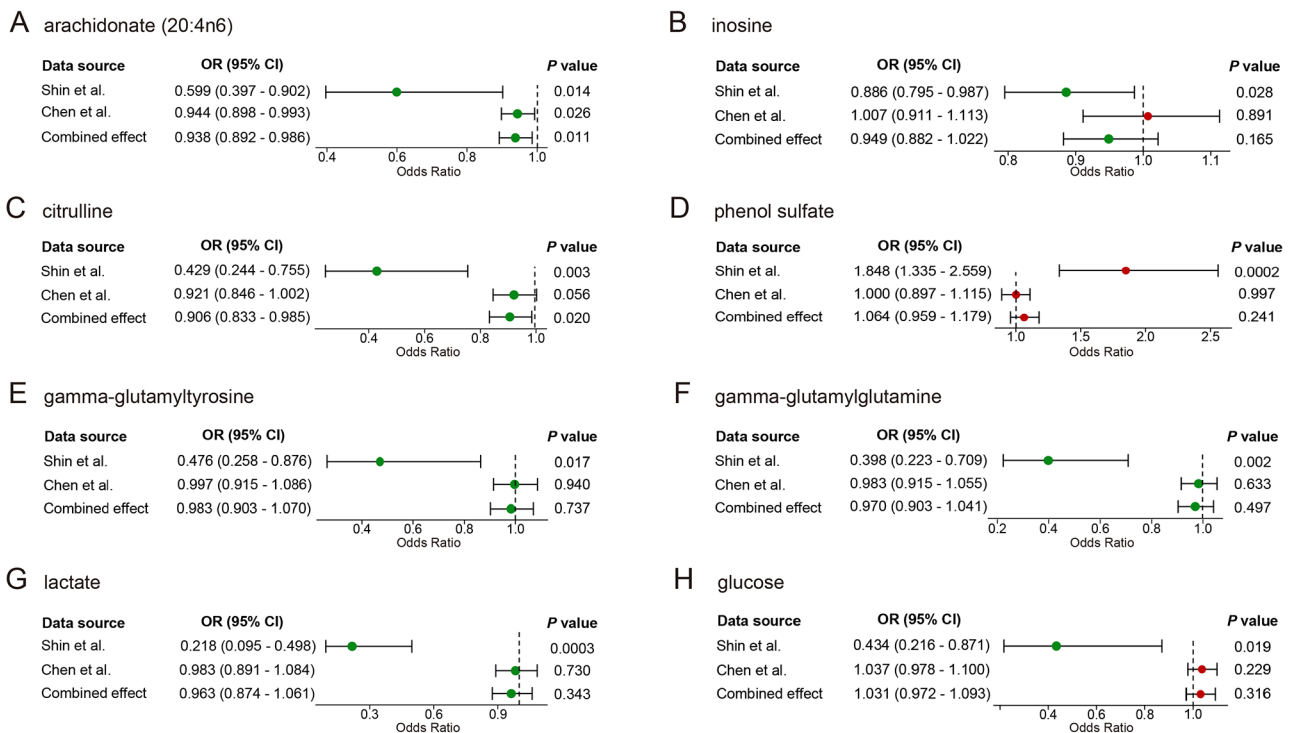 A arachidonate (20:4n6)
Data source OR (95% CI) P value
Shin et al. 0.599 (0.397 - 0.902) 0.014
Chen et al. 0.944 (0.898 - 0.993) 0.026
Combined effect 0.938 (0.892 - 0.986) 0.011
0.4 0.6 0.8 1.0
Odds Ratio
B inosine
Data source OR (95% CI) P value
Shin et al. 0.886 (0.795 - 0.987) 0.028
Chen et al. 1.007 (0.911 - 1.113) 0.891
Combined effect 0.949 (0.882 - 1.022) 0.165
0.8 0.9 1.0 1.1
Odds Ratio
C citrulline
Data source OR (95% CI) P value
Shin et al. 0.429 (0.244 - 0.755) 0.003
Chen et al. 0.921 (0.846 - 1.002) 0.056
Combined effect 0.906 (0.833 - 0.985) 0.020
0.4 0.6 0.8 1.0
Odds Ratio
D phenol sulfate
Data source OR (95% CI) P value
Shin et al. 1.848 (1.335 - 2.559) 0.0002
Chen et al. 1.000 (0.897 - 1.115) 0.997
Combined effect 1.064 (0.959 - 1.179) 0.241
1.0 1.5 2.0 2.5
Odds Ratio
E gamma-glutamyltyrosine
Data source OR (95% CI) P value
Shin et al. 0.476 (0.258 - 0.876) 0.017
Chen et al. 0.997 (0.915 - 1.086) 0.940
Combined effect 0.983 (0.903 - 1.070) 0.737
0.4 0.6 0.8 1.0
Odds Ratio
F gamma-glutamylglutamine
Data source OR (95% CI) P value
Shin et al. 0.398 (0.223 - 0.709) 0.002
Chen et al. 0.983 (0.915 - 1.055) 0.633
Combined effect 0.970 (0.903 - 1.041) 0.497
0.2 0.4 0.6 0.8 1.0
Odds Ratio
G lactate
Data source OR (95% CI) P value
Shin et al. 0.218 (0.095 - 0.498) 0.0003
Chen et al. 0.983 (0.891 - 1.084) 0.730
Combined effect 0.963 (0.874 - 1.061) 0.343
0.3 0.6 0.9
Odds Ratio
H glucose
Data source OR (95% CI) P value
Shin et al. 0.434 (0.216 - 0.871) 0.019
Chen et al. 1.037 (0.978 - 1.100) 0.229
Combined effect 1.031 (0.972 - 1.093) 0.316
0.4 0.6 0.8 1.0
Odds Ratio